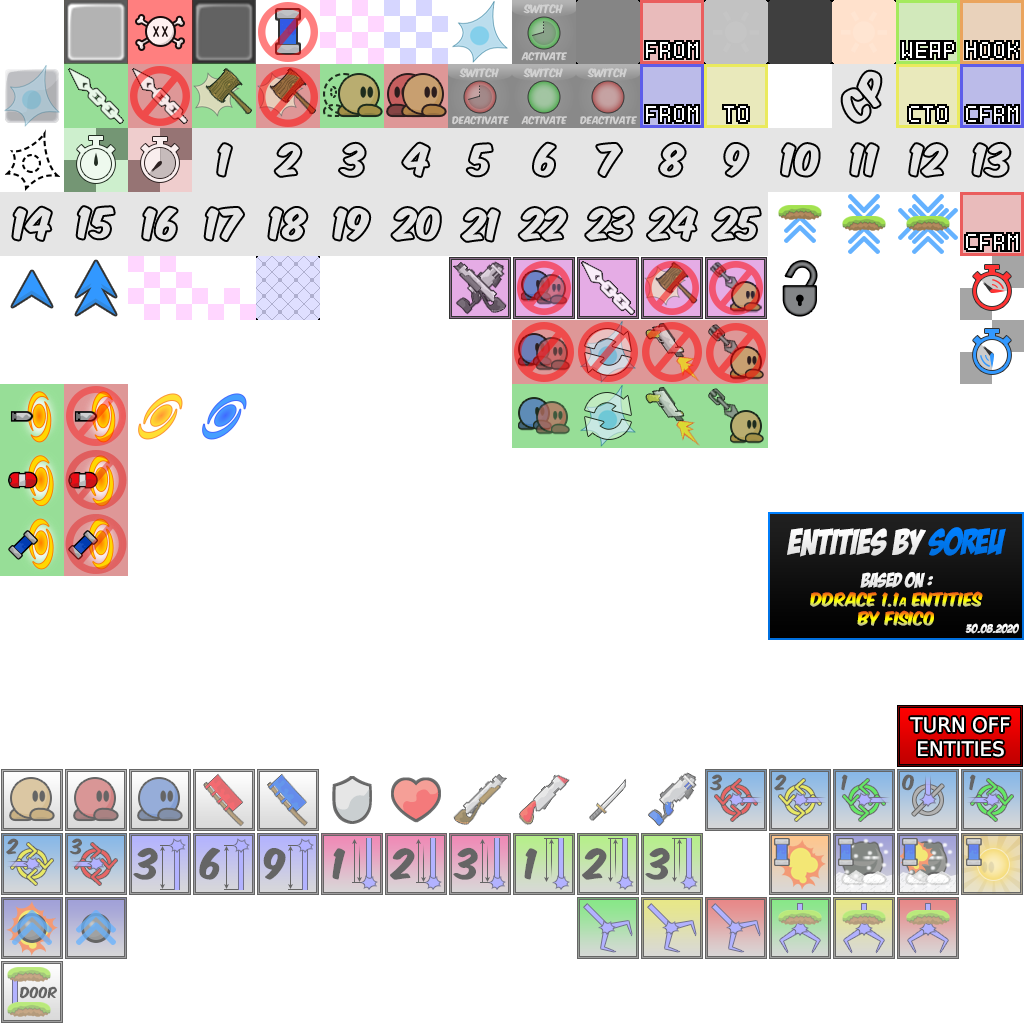 SWITCH
ACTIVATE
FROM
WEAP
HOOK
SWITCH
DEACTIVATE
SWITCH
ACTIVATE
SWITCH
DEACTIVATE
FROM
TO
CP
CTO
CFRM
1 2 3 4 5 6 7 8 9 10 11 12 13
14 15 16 17 18 19 20 21 22 23 24 25
CFRM
ENTITIES BY SOREU
BASED ON :
DDRACE 1.1A ENTITIES
BY FISICO
30.08.2020
TURN OFF
ENTITIES
3 2 1 0 1
2 3 3 6 9 1 2 3 1 2 3
DOOR